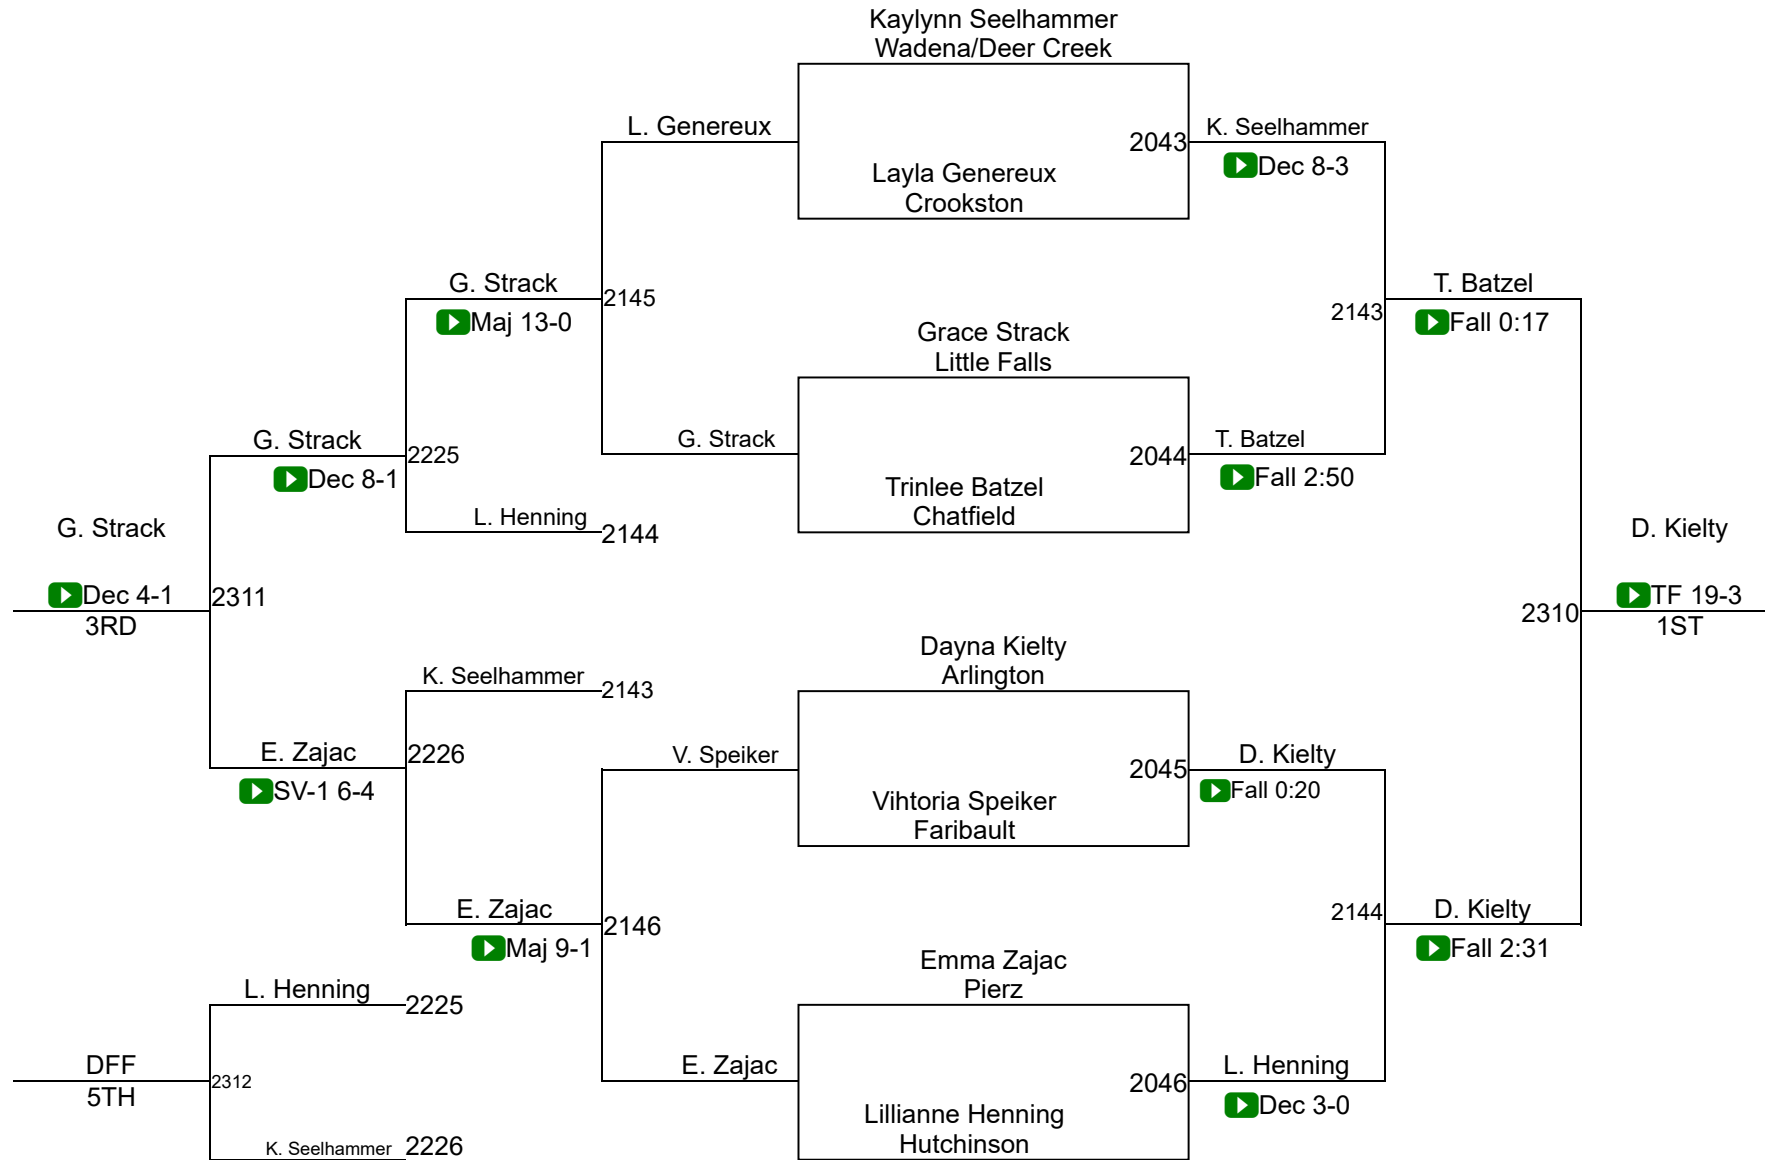 Kaylynn Seelhammer
Wadena/Deer Creek
L. Genereux
2043
K. Seelhammer
Dec 8-3
Layla Genereux
Crookston
G. Strack
2145
Maj 13-0
2143
T. Batzel
Fall 0:17
Grace Strack
Little Falls
G. Strack
2225
Dec 8-1
G. Strack
2044
T. Batzel
Fall 2:50
Trinlee Batzel
Chatfield
L. Henning
2144
G. Strack
Dec 4-1
2311
3RD
D. Kielty
2310
TF 19-3
1ST
Dayna Kielty
Arlington
K. Seelhammer
2143
E. Zajac
2226
SV-1 6-4
V. Speiker
2045
D. Kielty
Fall 0:20
Vihtoria Speiker
Faribault
E. Zajac
2146
Maj 9-1
2144
D. Kielty
Fall 2:31
Emma Zajac
Pierz
L. Henning
2225
DFF
2312
5TH
E. Zajac
2046
L. Henning
Dec 3-0
Lillianne Henning
Hutchinson
K. Seelhammer
2226